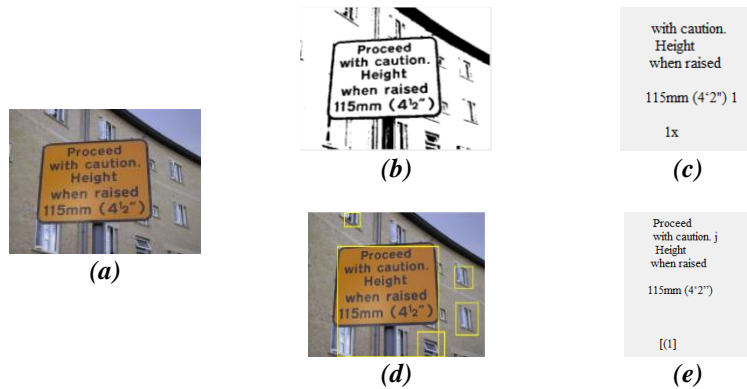 Proceed
with caution.
Height
when raised
115mm (4½")
(a)
Proceed
with caution.
Height
when raised
115mm (4½")
(b)
with caution.
Height
when raised
115mm (4‘2") 1
1x
(c)
Proceed
with caution.
Height
when raised
115mm (4½")
(d)
Proceed
with caution. j
Height
when raised
115mm (4‘2”)
[(1]
(e)